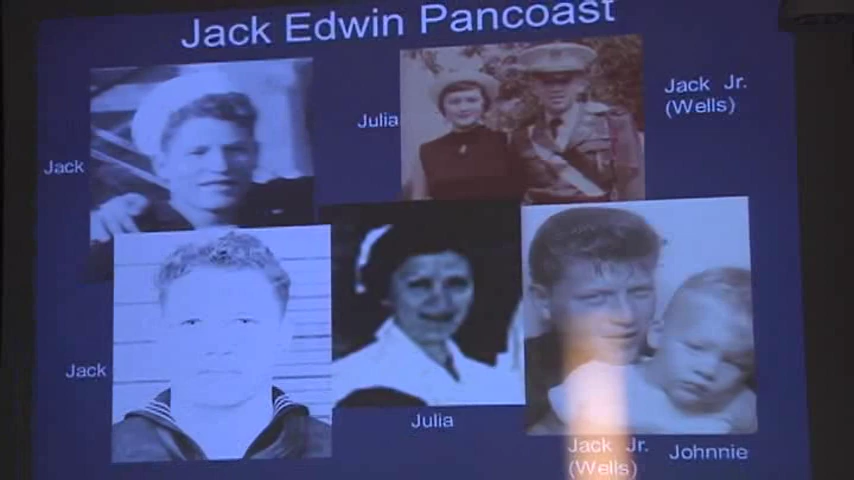 Jack Edwin Pancoast
Jack
Julia
Jack Jr.
(Wells)
Jack
Julia
Jack Jr.
(Wells)
Johnnie